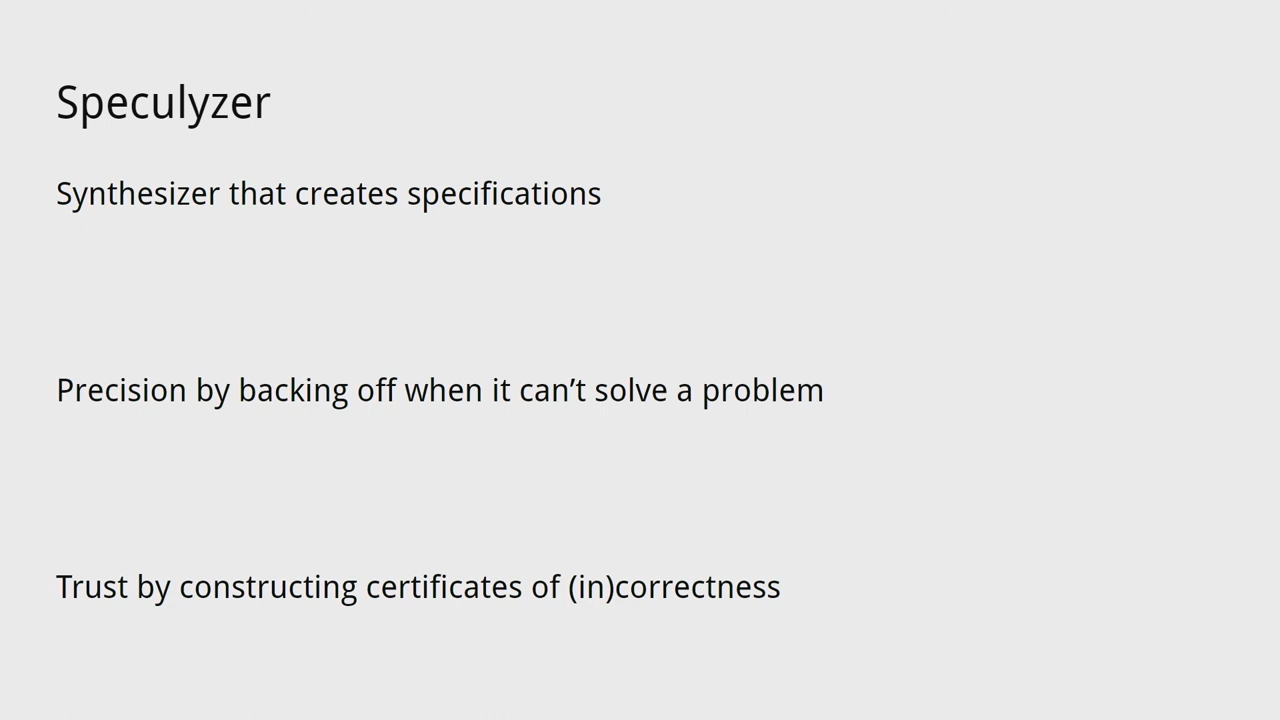 Speculyzer
Synthesizer that creates specifications
Precision by backing off when it can’t solve a problem
Trust by constructing certificates of (in)correctness